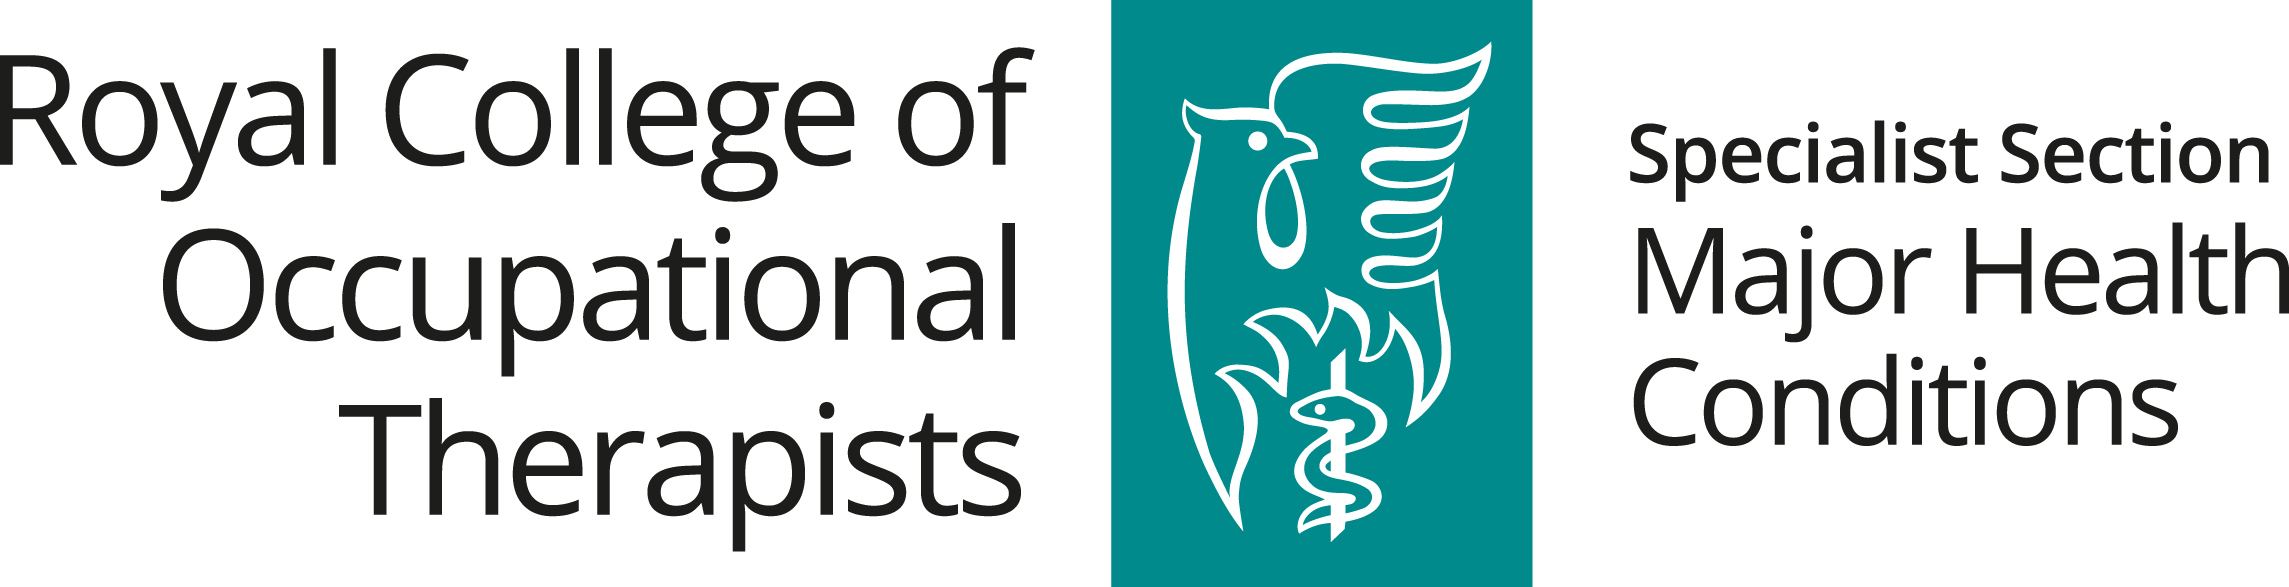 Royal College of
Occupational
Therapists
Specialist Section
Major Health
Conditions